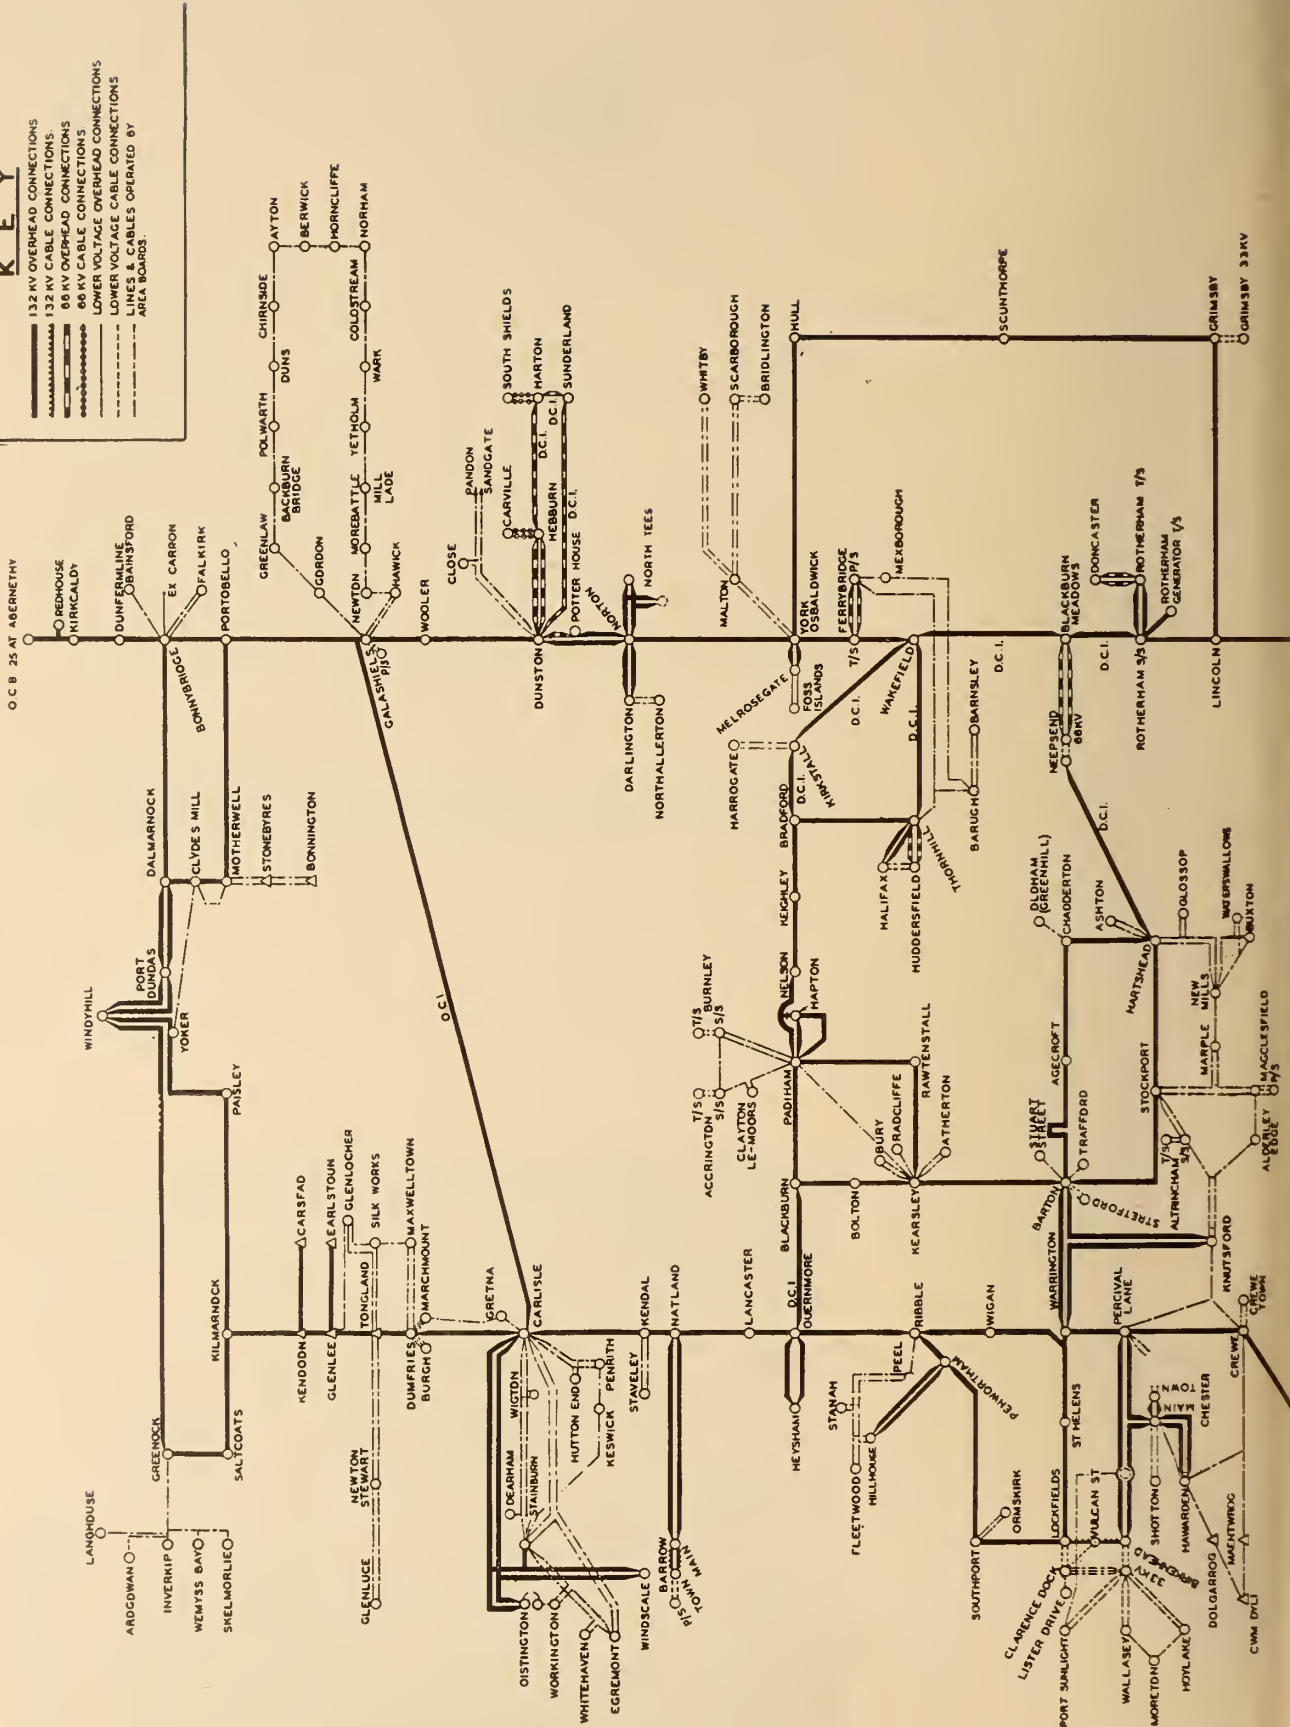 KEY
132 KV OVERHEAD CONNECTIONS
132 KV CABLE CONNECTIONS.
66 KV OVERHEAD CONNECTIONS
66 KV CABLE CONNECTIONS.
LOWER VOLTAGE OVERHEAD CONNECTIONS
LOWER VOLTAGE CABLE CONNECTIONS
LINES & CABLES OPERATED BY
AREA BOARDS.
O.C B 25 AT ABERNETHY
REDHOUSE
KIRKCALDY
DUNFERMLINE
BAINSFORD
EX CARRON
FALKIRK
BONNYBRIDGE
PORTOBELLO
GREENLAW
BACKBURN
BRIDGE
POLWARTH
DUNS
CHIRNSIDE
AYTON
BERWICK
HORNCLIFFE
NORHAM
COLDSTREAM
WARK
YETHOLM
MILL
LADE
MOREBATTLE
NEWTON
GORDON
HAWICK
GALASHIELS
P/S
WOOLER
CLOSE
PANDON
SANDGATE
CARVILLE
SOUTH SHIELDS
HARTON
SUNDERLAND
D.C.I.
D.C.I.
D.C.I.
HEBBURN
POTTER HOUSE
DUNSTON
NORTON
NORTH TEES
DARLINGTON
NORTHALLERTON
WHITBY
SCARBOROUGH
BRIDLINGTON
MALTON
HULL
SCUNTHORPE
GRIMSBY
GRIMSBY 33KV
YORK
OSBALDWICK
MELROSEGATE
FOSS
ISLANDS
FERRYBRIDGE
P/S
T/S
MEXBOROUGH
D.C.I.
WAKEFIELD
D.C.I.
D.C.I.
BARNSLEY
BARUGH
BLACKBURN
MEADOWS
DONCASTER
ROTHERHAM T/S
ROTHERHAM
GENERATOR T/S
D.C.I.
ROTHERHAM S/S
LINCOLN
NEEPSEND
66KV
D.C.I.
HARROGATE
KIRKSTALL
D.C.I.
BRADFORD
KEIGHLEY
HALIFAX
HUDDERSFIELD
THORNHILL
NELSON
HAPTON
T/S
BURNLEY
S/S
T/S
ACCRINGTON
S/S
CLAYTON
LE-MOORS
PADIHAM
RAWTENSTALL
BURY
RADCLIFFE
ATHERTON
BLACKBURN
BOLTON
KEARSLEY
OLDHAM
(GREENHILL)
CHADDERTON
ASHTON
HARTSHEAD
GLOSSOP
WATERSWALLOWS
BUXTON
NEW
MILLS
MARPLE
MACCLESFIELD
P/S
AGECROFT
STOCKPORT
STUART
STREET
TRAFFORD
STRETFORD
BARTON
T/S
ALTRINCHAM
S/S
ALDERLEY
EDGE
KNUTSFORD
WARRINGTON
DALMARNOCK
CLYDES MILL
MOTHERWELL
STONEBYRES
BONNINGTON
WINDYHILL
PORT
DUNDAS
YOKER
PAISLEY
KILMARNOCK
GREENOCK
SALTCOATS
LANGHOUSE
ARDGOWAN
INVERKIP
WEMYSS BAY
SKELMORLIE
CARSFAD
KENDOON
EARLSTOUN
GLENLEE
GLENLOCHER
TONGLAND
SILK WORKS
MAXWELLTOWN
MARCHMOUNT
DUMFRIES
BURGH
NEWTON
STEWART
GLENLUCE
GRETNA
CARLISLE
WIGTON
DEARHAM
STAINBURN
HUTTON END
PENRITH
KESWICK
DISTINGTON
WORKINGTON
WHITEHAVEN
EGREMONT
WINDSCALE
STAVELEY
KENDAL
NATLAND
BARROW
P/S
TOWN MAIN
LANCASTER
D.C.I
QUERNMORE
HEYSHAM
STANAH
FLEETWOOD
HILLHOUSE
PEEL
RIBBLE
PENWORTHAM
WIGAN
SOUTHPORT
ORMSKIRK
ST HELENS
LOCKFIELDS
VULCAN ST
CLARENCE DOCK
LISTER DRIVE
PORT SUNLIGHT
PERCIVAL
LANE
33KV
BIRKENHEAD
WALLASEY
MORETON
HOYLAKE
SHOTTON
HAWARDEN
MAIN
TOWN
CHESTER
CREWE
CREWE
TOWN
DOLGARROG
MAENTWROG
CWM DYLI